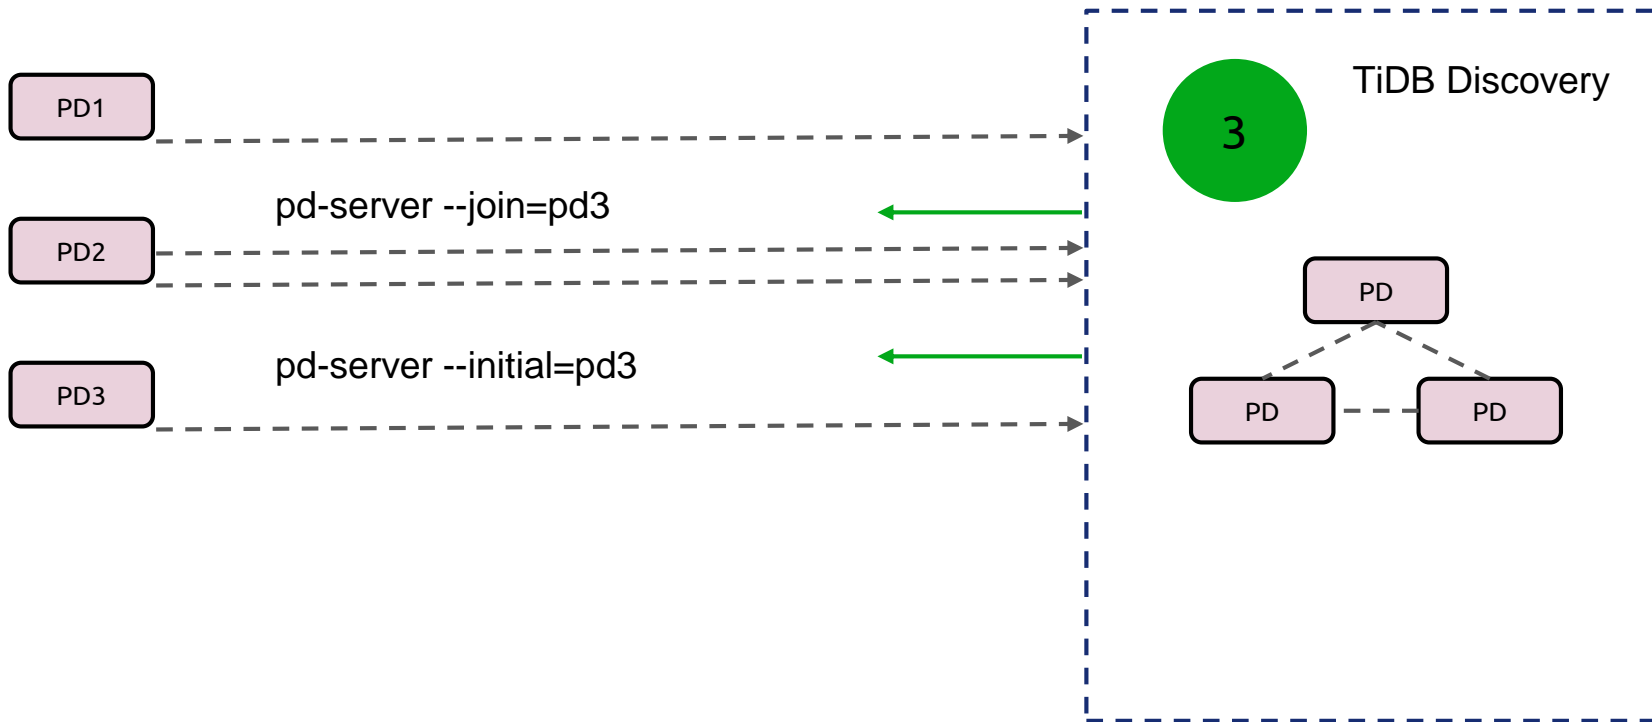 TiDB Discovery
PD1
3
pd-server --join=pd3
PD2
PD
pd-server --initial=pd3
PD3
PD
PD